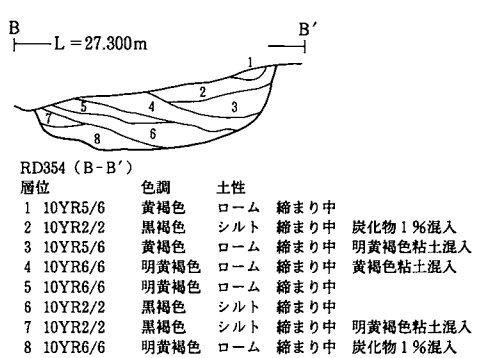 B B′
L＝27.300m
1
2
5 4 3
7
8 6
RD354（B-B′）
層位 色調 土性
1 10YR5/6 黄褐色 ローム 締まり中
2 10YR2/2 黒褐色 シルト 締まり中 炭化物1％混入
3 10YR5/6 黄褐色 ローム 締まり中 明黄褐色粘土混入
4 10YR6/6 明黄褐色 ローム 締まり中 黄褐色粘土混入
5 10YR6/6 明黄褐色 ローム 締まり中
6 10YR2/2 黒褐色 シルト 締まり中
7 10YR2/2 黒褐色 シルト 締まり中 明黄褐色粘土混入
8 10YR6/6 明黄褐色 ローム 締まり中 炭化物1％混入